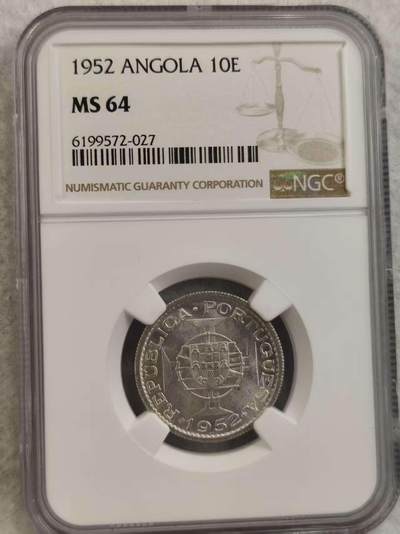 1952 ANGOLA 10E
MS 64
6199572-027
NUMISMATIC GUARANTY CORPORATION
NGC®
REPUBLICA · PORTUGUESA
· 1952 ·